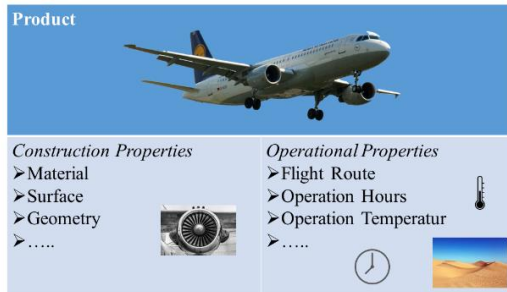 Product
Construction Properties
➢Material
➢Surface
➢Geometry
➢…..
Operational Properties
➢Flight Route
➢Operation Hours
➢Operation Temperatur
➢…..